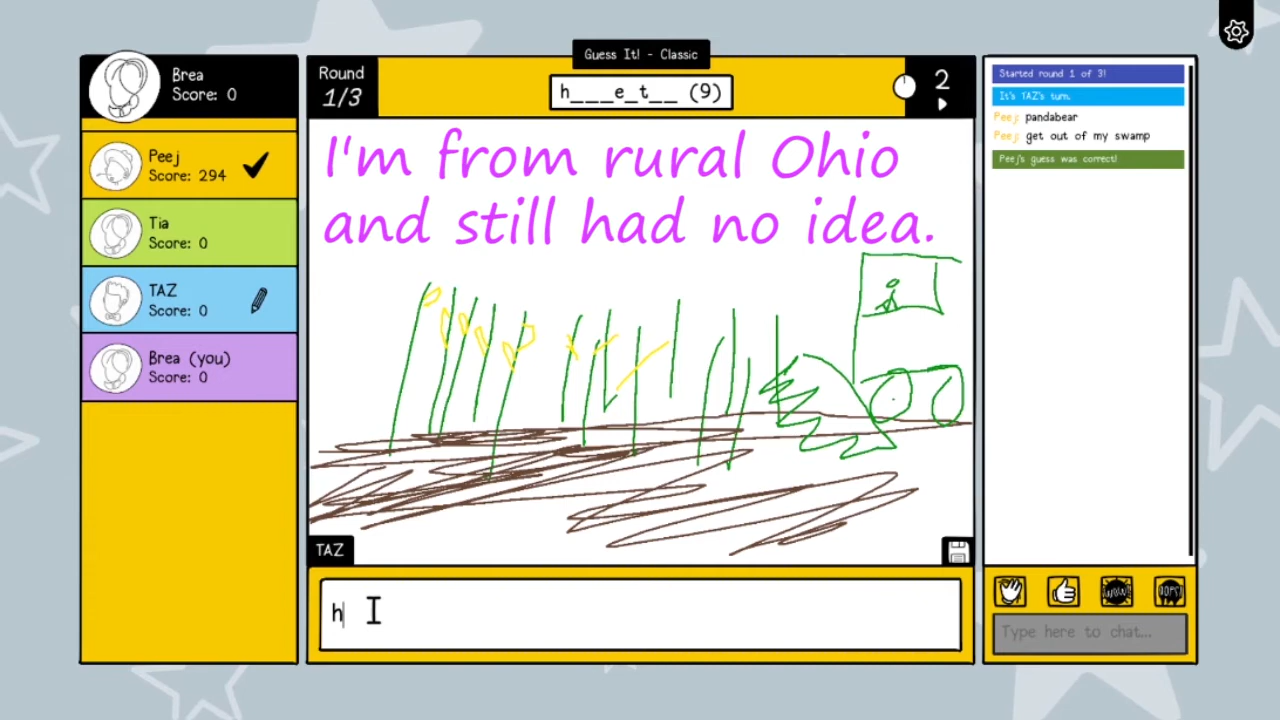 Guess It! - Classic
Brea
Score: 0
Round
1/3
h___e_t__ (9)
2
Peej
Score: 294
Tia
Score: 0
TAZ
Score: 0
Brea (you)
Score: 0
I'm from rural Ohio
and still had no idea.
TAZ
h
Started round 1 of 3!
It's TAZ's turn.
Peej: pandabear
Peej: get out of my swamp
Peej's guess was correct!
WOW!
OOPS!
Type here to chat...